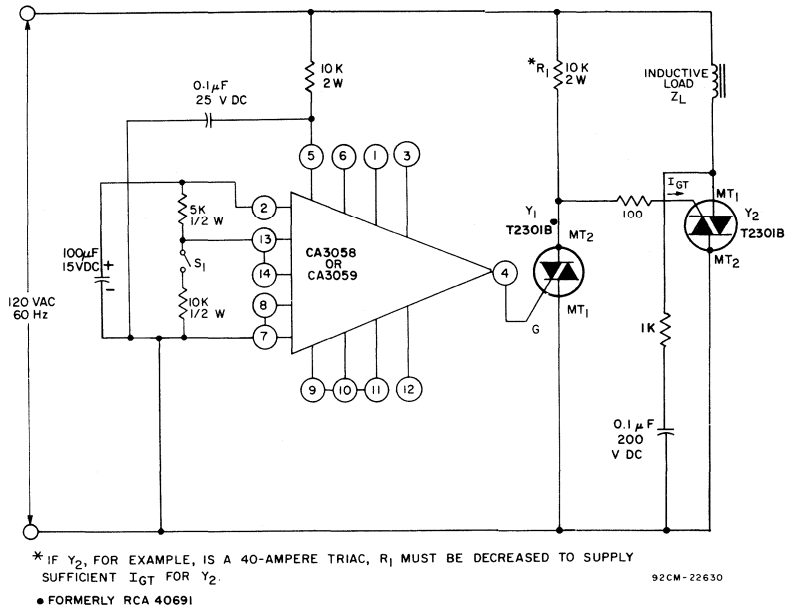 10 K
2 W
*R1 10 K
2 W
INDUCTIVE
LOAD
ZL
0.1 µF
25 V DC
5
6
1
3
IGT
MT1
Y1
T2301B
100
Y2
T2301B
MT2
2
5K
1/2 W
13
MT2
100µF
15VDC
+
-
S1
14
CA3058
OR
CA3059
4
120 VAC
60 Hz
10K
1/2 W
8
7
G
MT1
1K
9
10
11
12
0.1 µF
200
V DC
* IF Y2, FOR EXAMPLE, IS A 40-AMPERE TRIAC, R1 MUST BE DECREASED TO SUPPLY
SUFFICIENT IGT FOR Y2.
92CM-22630
● FORMERLY RCA 40691